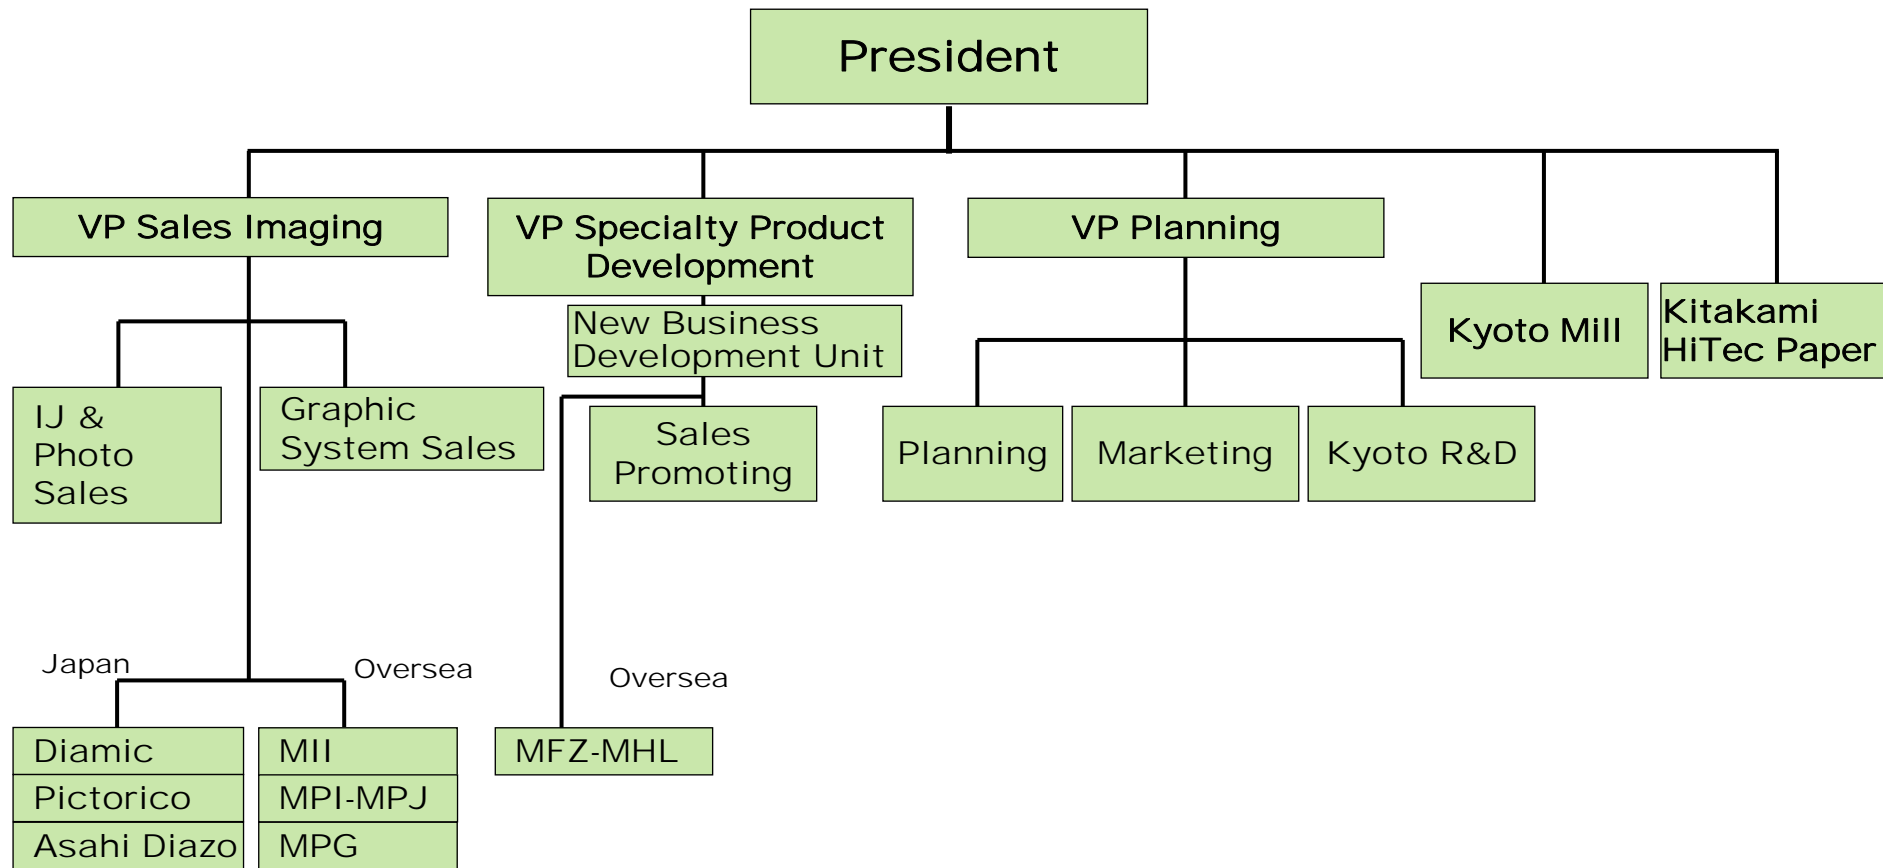 President
VP Sales Imaging
VP Specialty Product
Development
VP Planning
New Business
Development Unit
Kyoto Mill
Kitakami
HiTec Paper
IJ &
Photo
Sales
Graphic
System Sales
Sales
Promoting
Planning
Marketing
Kyoto R&D
Japan
Oversea
Oversea
Diamic
Pictorico
Asahi Diazo
MII
MPI-MPJ
MPG
MFZ-MHL